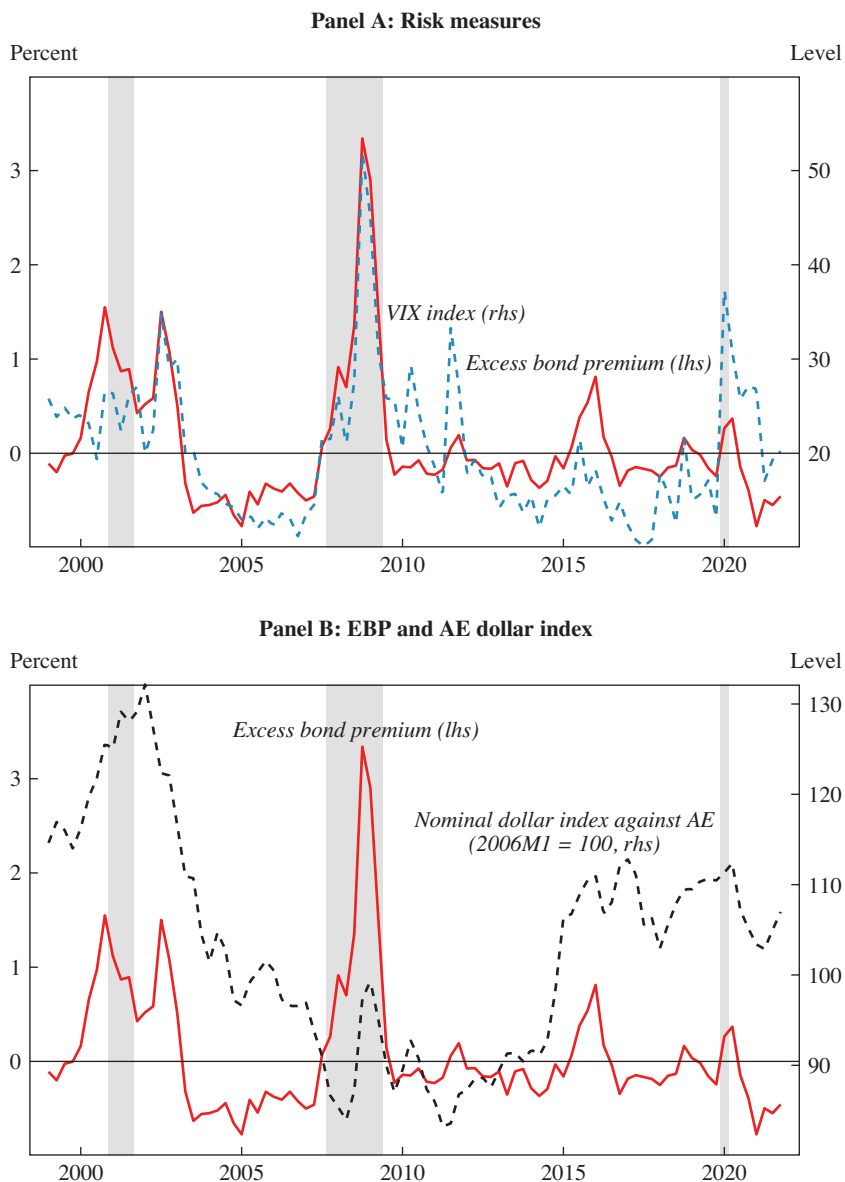 Panel A: Risk measures
Percent
Level
3
2
1
0
50
40
30
20
VIX index (rhs)
Excess bond premium (lhs)
2000
2005
2010
2015
2020
Panel B: EBP and AE dollar index
Percent
Level
3
2
1
0
130
120
110
100
90
Excess bond premium (lhs)
Nominal dollar index against AE
(2006M1 = 100, rhs)
2000
2005
2010
2015
2020